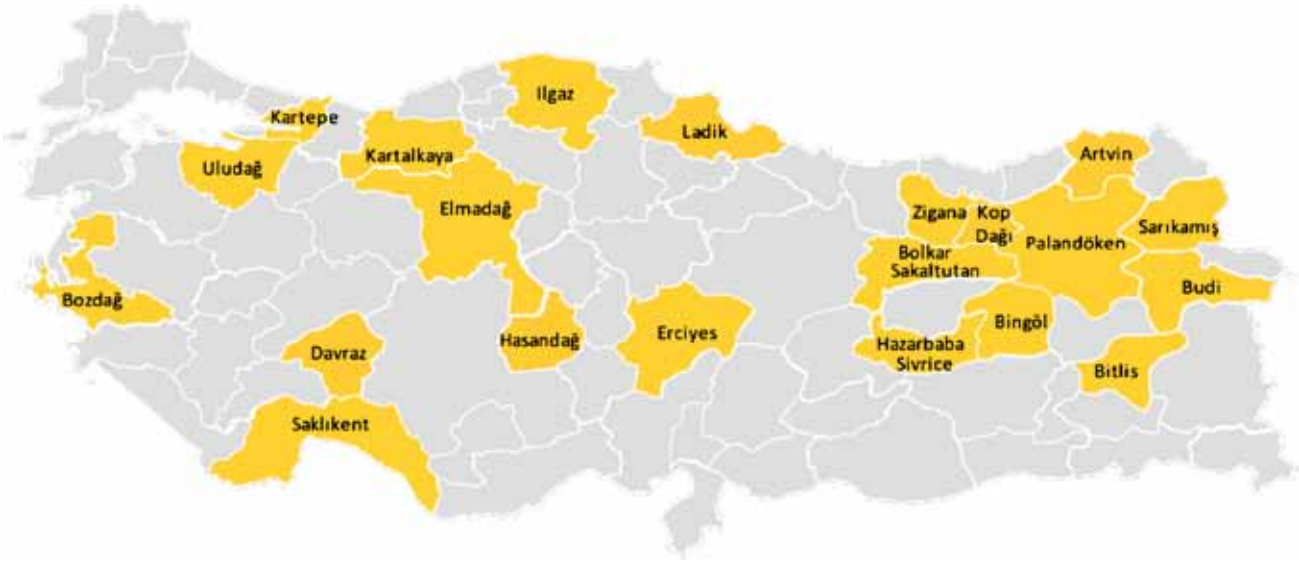 Ilgaz
Kartepe
Ladik
Kartalkaya
Uludağ
Artvin
Elmadağ
Zigana
Kop
Dağı
Palandöken
Sarıkamış
Bolkar
Sakaltutan
Budi
Bozdağ
Bingöl
Erciyes
Hasandağ
Hazarbaba
Sivrice
Davraz
Bitlis
Saklıkent